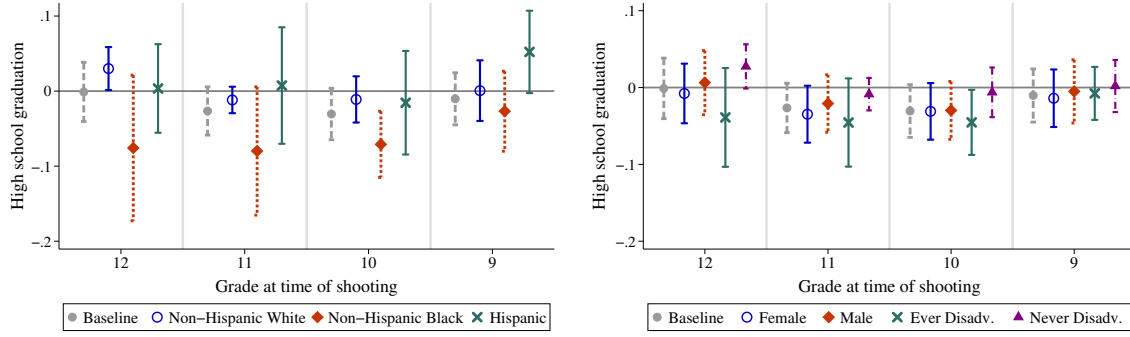 High school graduation
.1
0
-.1
-.2
12 11 10 9
Grade at time of shooting
Baseline Non-Hispanic White Non-Hispanic Black Hispanic
High school graduation
.1
0
-.1
-.2
12 11 10 9
Grade at time of shooting
Baseline Female Male Ever Disadv. Never Disadv.